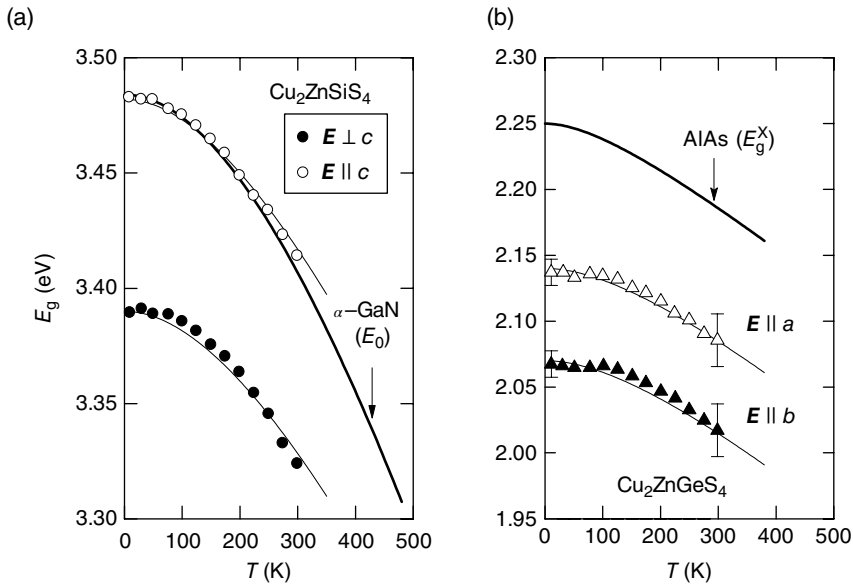 (a)
3.50
3.45
3.40
3.35
3.30
E_g (eV)
Cu₂ZnSiS₄
E ⊥ c
E || c
α−GaN
(E₀)
0 100 200 300 400 500
T (K)
(b)
2.30
2.25
2.20
2.15
2.10
2.05
2.00
1.95
AlAs (E_g^X)
E || a
E || b
Cu₂ZnGeS₄
0 100 200 300 400 500
T (K)